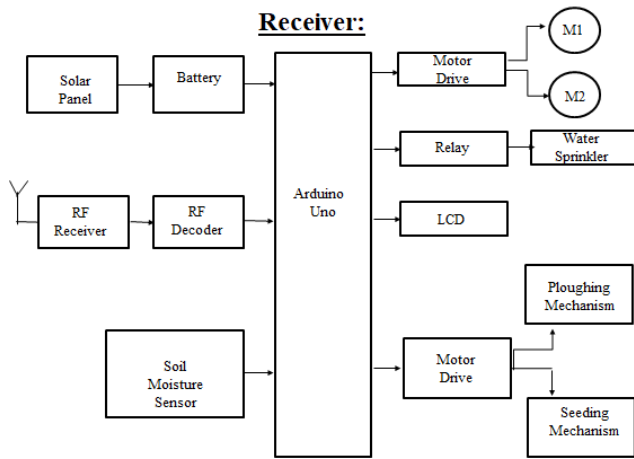 Receiver:
Solar
Panel
Battery
Motor
Drive
M1
M2
Relay
Water
Sprinkler
Arduino
Uno
RF
Receiver
RF
Decoder
LCD
Ploughing
Mechanism
Soil
Moisture
Sensor
Motor
Drive
Seeding
Mechanism